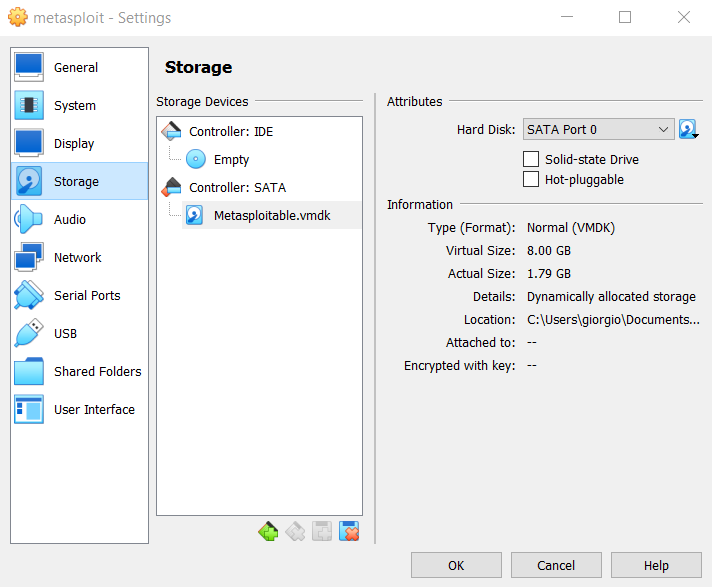 metasploit - Settings
General
System
Display
Storage
Audio
Network
Serial Ports
USB
Shared Folders
User Interface
Storage
Storage Devices
Controller: IDE
Empty
Controller: SATA
Metasploitable.vmdk
Attributes
Hard Disk: SATA Port 0
Solid-state Drive
Hot-pluggable
Information
Type (Format): Normal (VMDK)
Virtual Size: 8.00 GB
Actual Size: 1.79 GB
Details: Dynamically allocated storage
Location: C:\Users\giorgio\Documents...
Attached to: --
Encrypted with key: --
OK Cancel Help